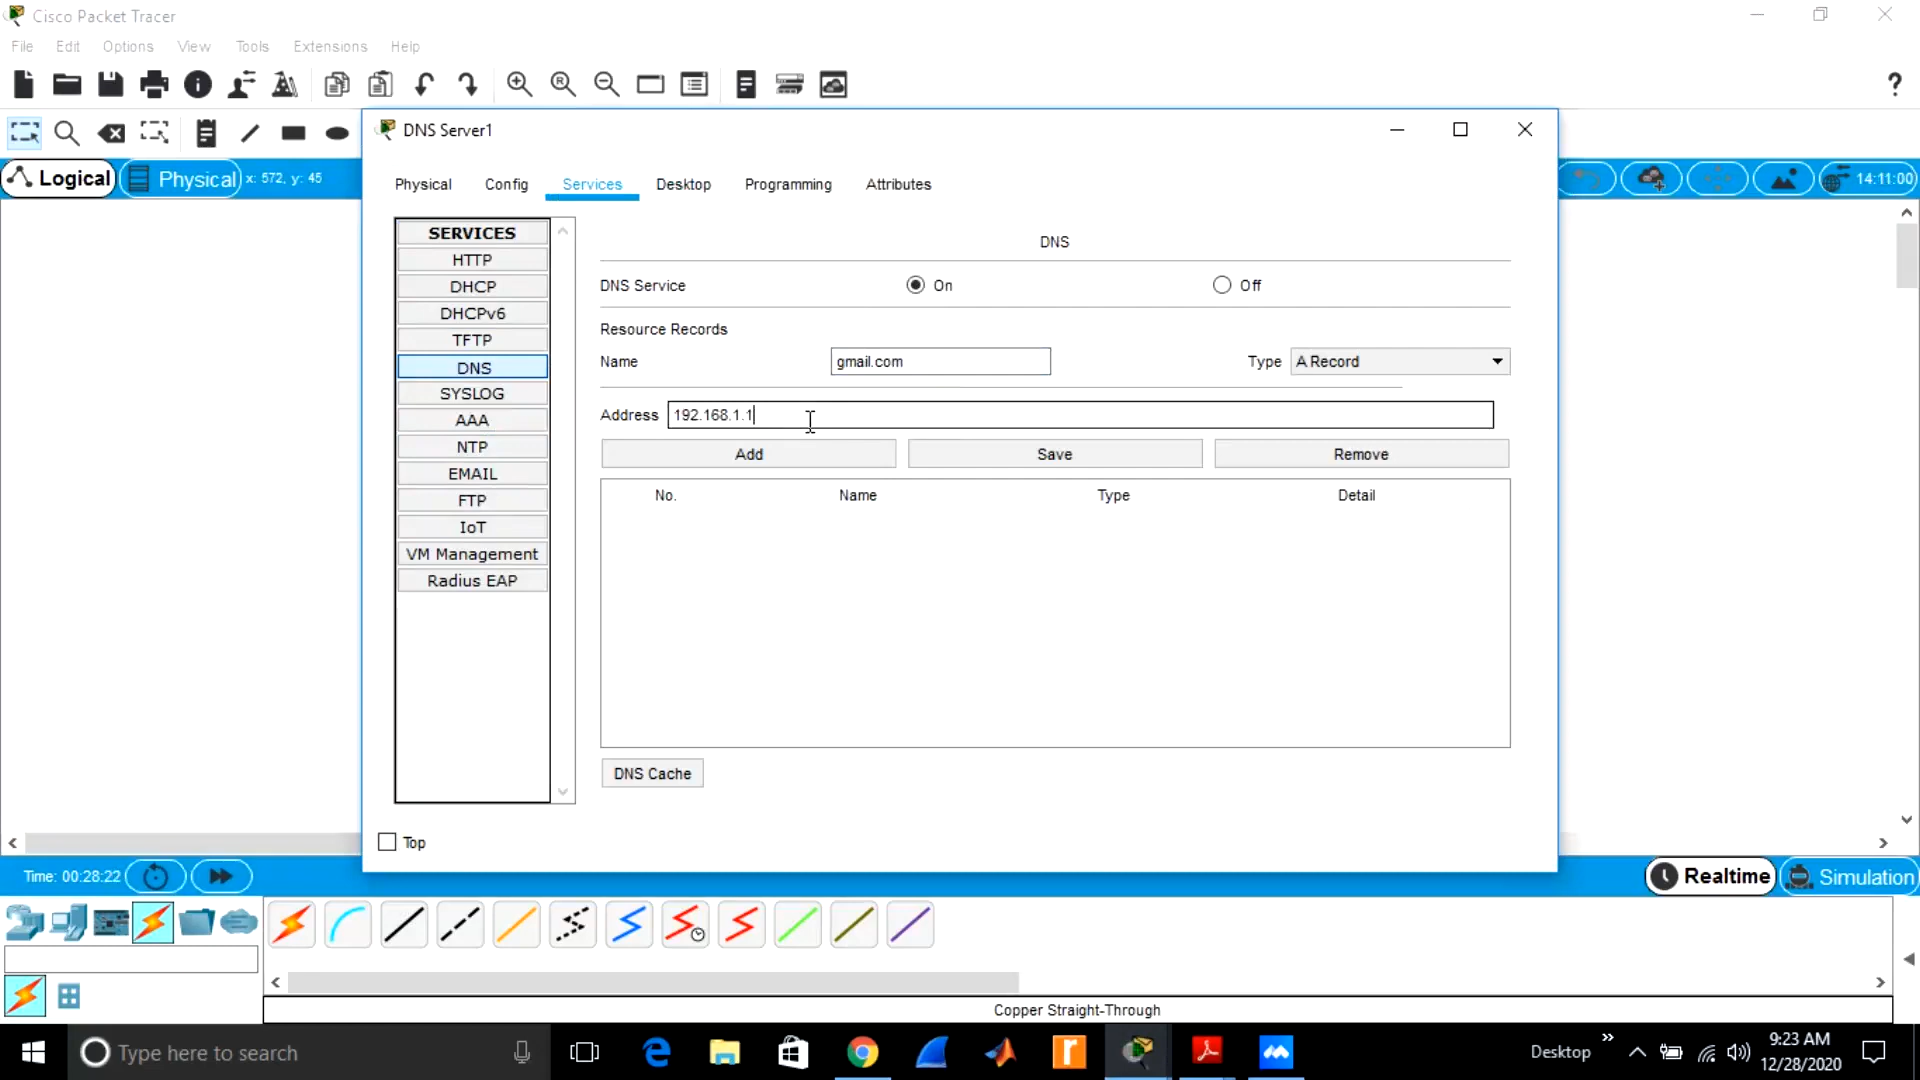 Cisco Packet Tracer
File Edit Options View Tools Extensions Help
?
DNS Server1
Logical Physical x: 572, y: 45 14:11:00
Physical Config Services Desktop Programming Attributes
SERVICES
HTTP
DHCP
DHCPv6
TFTP
DNS
SYSLOG
AAA
NTP
EMAIL
FTP
IoT
VM Management
Radius EAP
DNS
DNS Service On Off
Resource Records
Name gmail.com Type A Record
Address 192.168.1.1
Add Save Remove
No. Name Type Detail
DNS Cache
Top
Time: 00:28:22 Realtime Simulation
Copper Straight-Through
Type here to search Desktop 9:23 AM
12/28/2020